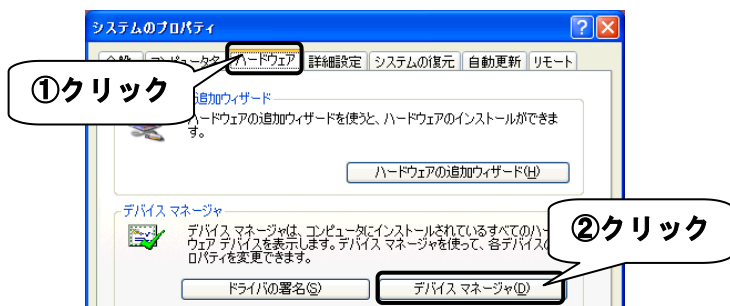 システムのプロパティ
コンピュータ名 ハードウェア 詳細設定 システムの復元 自動更新 リモート
①クリック
追加ウィザード
ハードウェアの追加ウィザードを使うと、ハードウェアのインストールができま
す。
ハードウェアの追加ウィザード(H)
デバイス マネージャ
デバイス マネージャは、コンピュータにインストールされているすべてのハー
ウェア デバイスを表示します。デバイス マネージャを使って、各デバイスの
ロパティを変更できます。
②クリック
ドライバの署名(S) デバイス マネージャ(D)